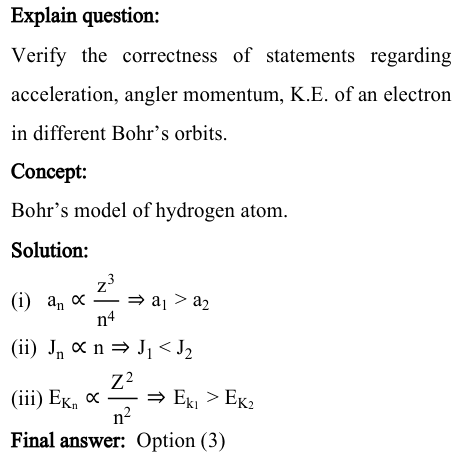 Explain question:
Verify the correctness of statements regarding
acceleration, angler momentum, K.E. of an electron
in different Bohr's orbits.
Concept:
Bohr's model of hydrogen atom.
Solution:
(i) aₙ ∝ z³/n⁴ ⇒ a₁ > a₂
(ii) Jₙ ∝ n ⇒ J₁ < J₂
(iii) E_Kₙ ∝ Z²/n² ⇒ E_k₁ > E_K₂
Final answer: Option (3)